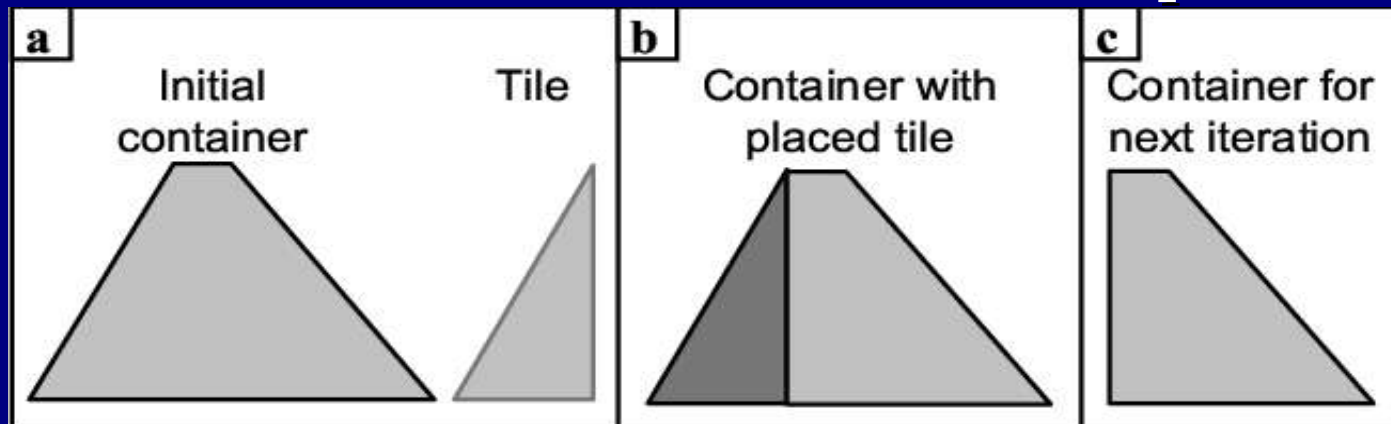 a
Initial
container
Tile
b
Container with
placed tile
c
Container for
next iteration